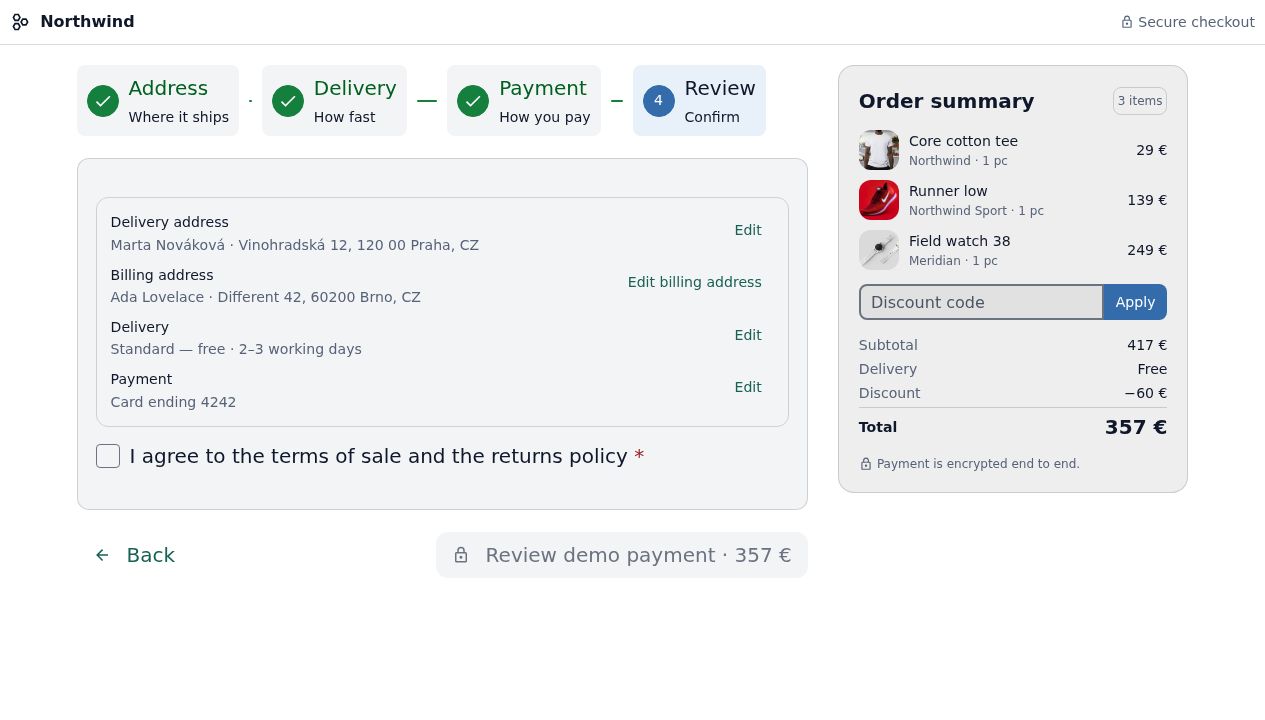 Northwind
Secure checkout
Address
Where it ships
Delivery
How fast
Payment
How you pay
4
Review
Confirm
Delivery address
Marta Nováková · Vinohradská 12, 120 00 Praha, CZ
Edit
Billing address
Ada Lovelace · Different 42, 60200 Brno, CZ
Edit billing address
Delivery
Standard — free · 2–3 working days
Edit
Payment
Card ending 4242
Edit
I agree to the terms of sale and the returns policy *
Back
Review demo payment · 357 €
Order summary
3 items
Core cotton tee
Northwind · 1 pc
29 €
Runner low
Northwind Sport · 1 pc
139 €
Field watch 38
Meridian · 1 pc
249 €
Discount code
Apply
Subtotal 417 €
Delivery Free
Discount −60 €
Total 357 €
Payment is encrypted end to end.